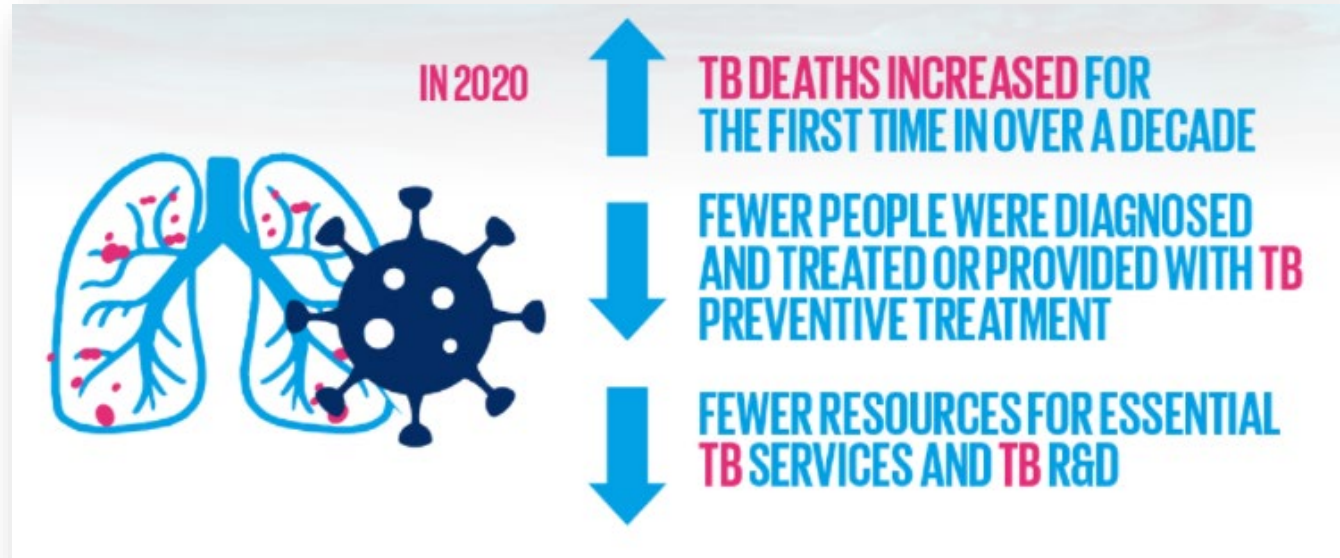 IN 2020
TB DEATHS INCREASED FOR
THE FIRST TIME IN OVER A DECADE
FEWER PEOPLE WERE DIAGNOSED
AND TREATED OR PROVIDED WITH TB
PREVENTIVE TREATMENT
FEWER RESOURCES FOR ESSENTIAL
TB SERVICES AND TB R&D